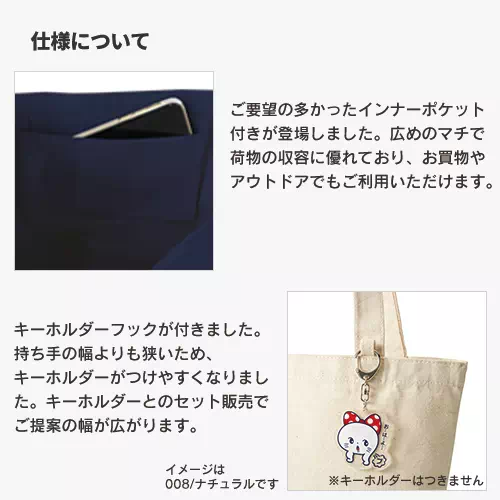 仕様について
ご要望の多かったインナーポケット
付きが登場しました。広めのマチで
荷物の収容に優れており、お買物や
アウトドアでもご利用いただけます。
キーホルダーフックが付きました。
持ち手の幅よりも狭いため、
キーホルダーがつけやすくなりまし
た。キーホルダーとのセット販売で
ご提案の幅が広がります。
おはよー
※キーホルダーはつきません
イメージは
008/ナチュラルです